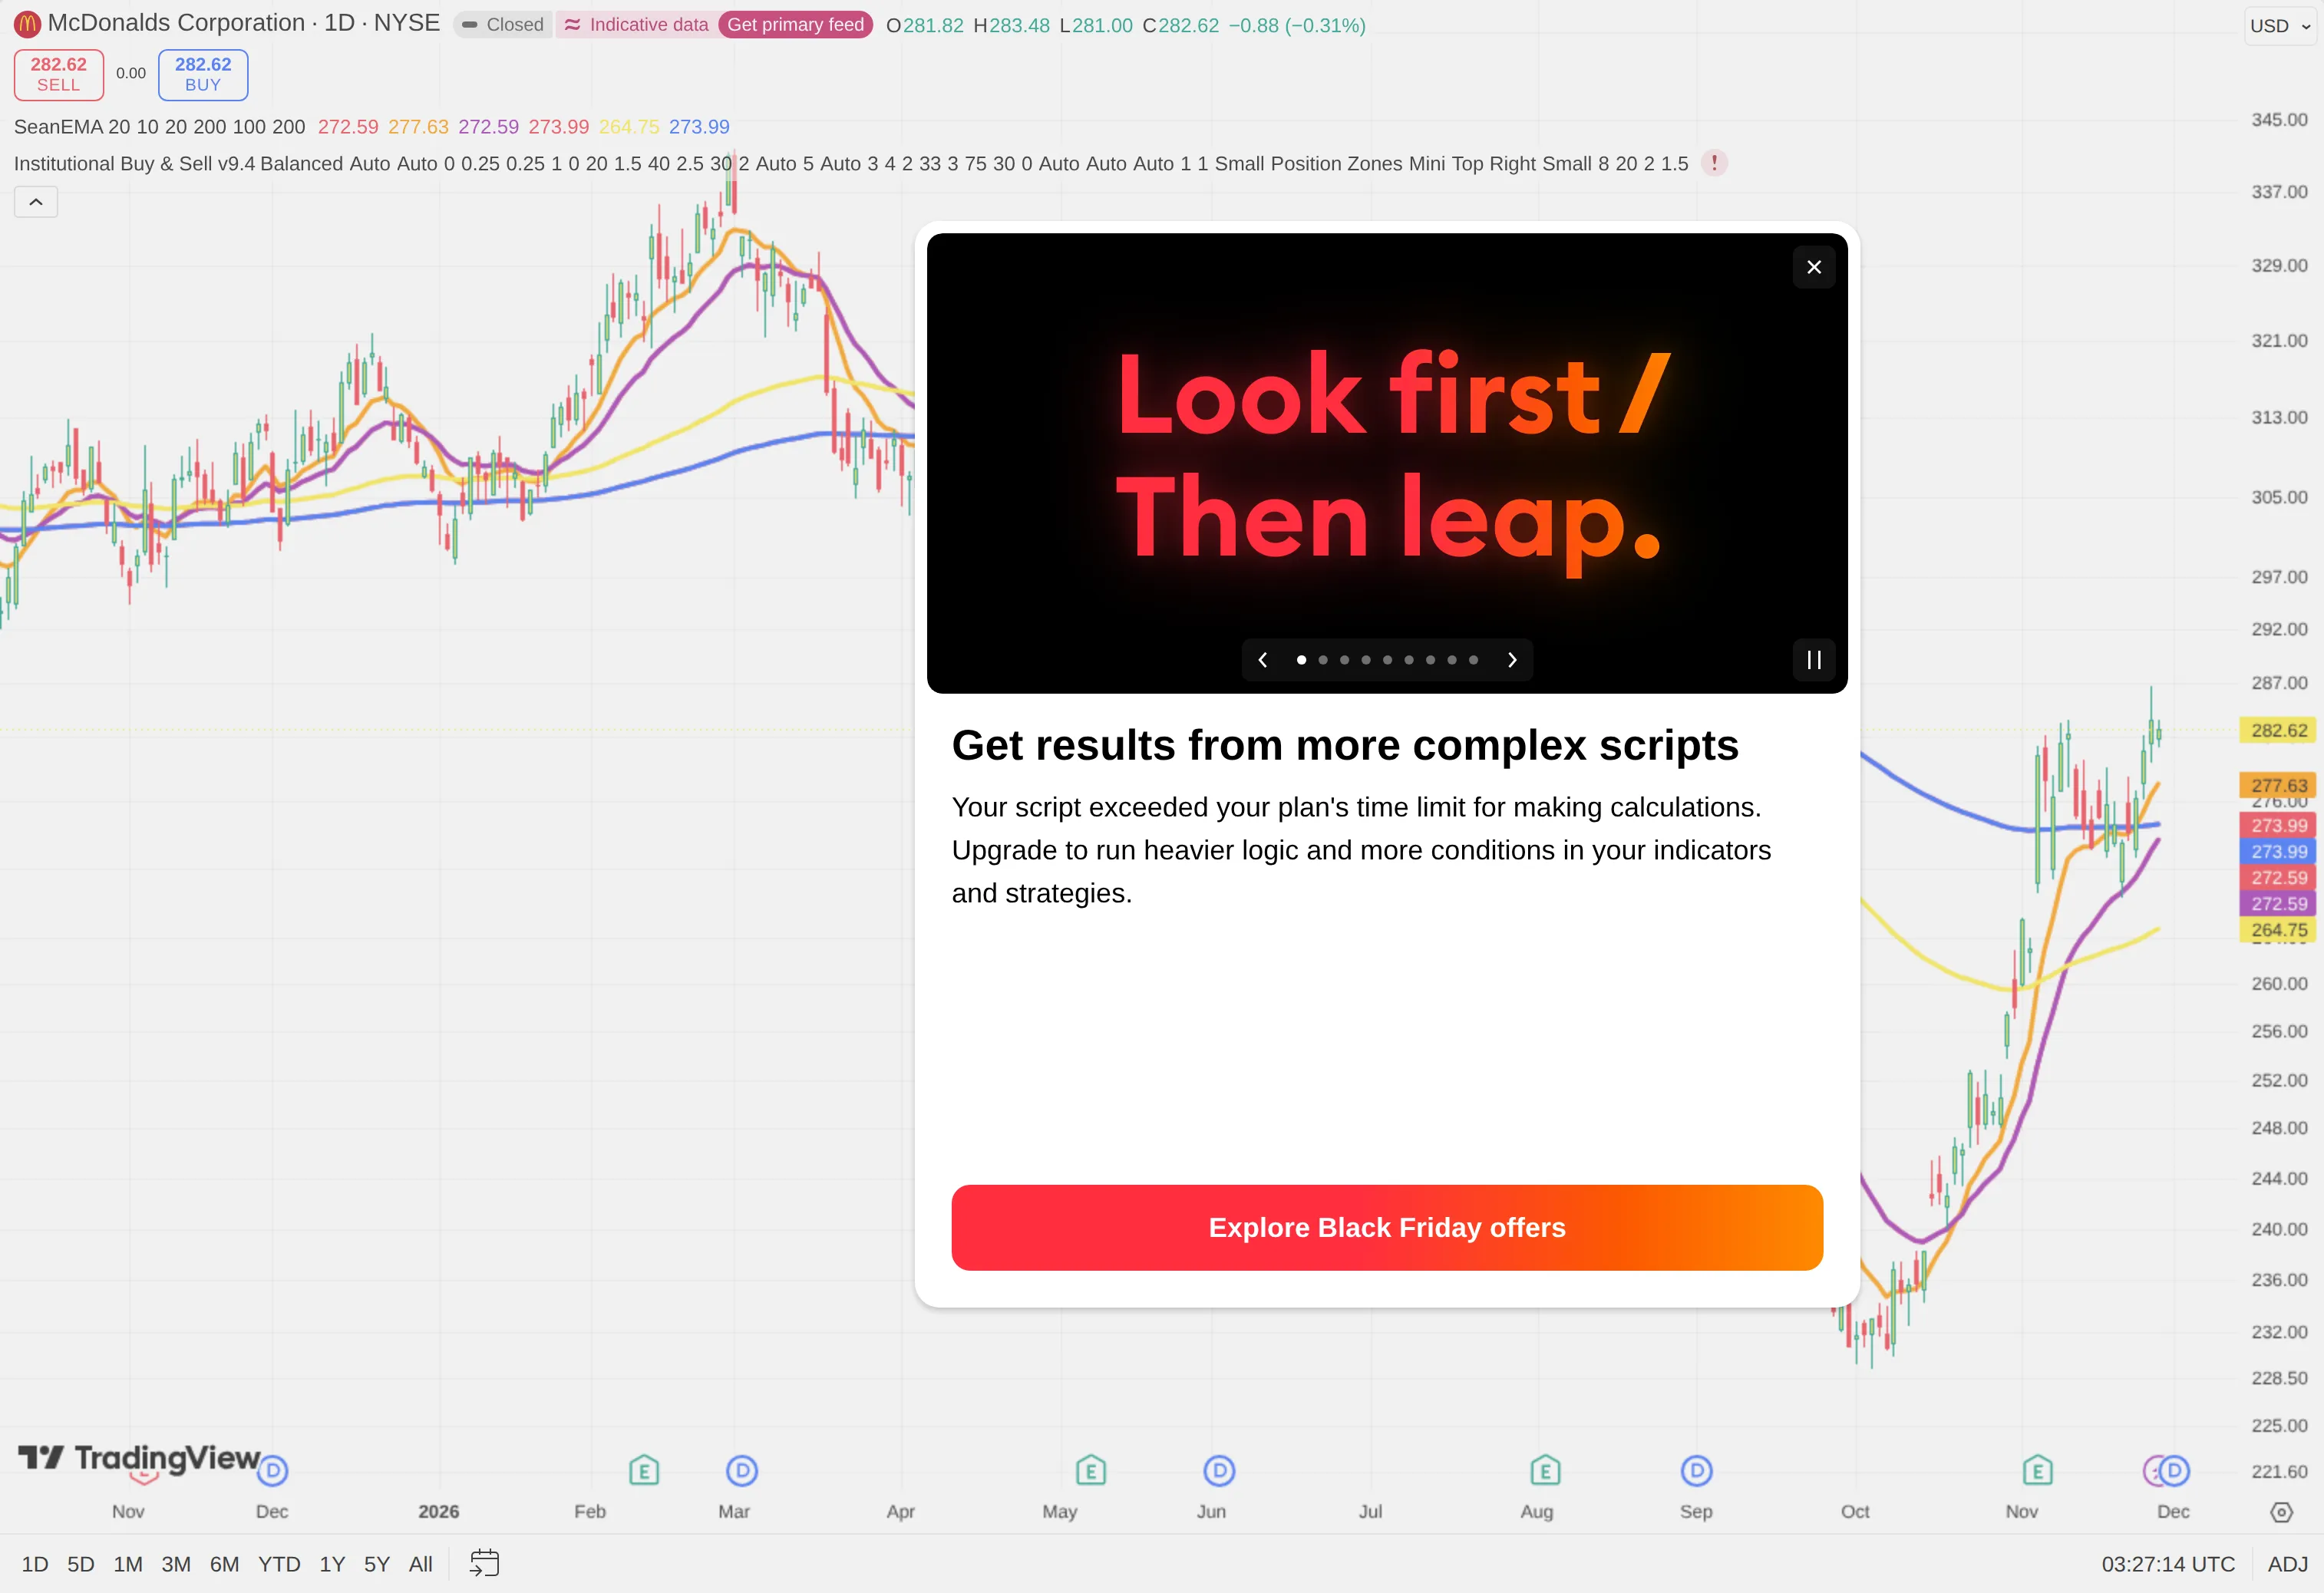 McDonalds Corporation · 1D · NYSE Closed Indicative data Get primary feed O281.82 H283.48 L281.00 C282.62 −0.88 (−0.31%) USD
282.62 SELL 0.00 282.62 BUY
SeanEMA 20 10 20 200 100 200 272.59 277.63 272.59 273.99 264.75 273.99
Institutional Buy & Sell v9.4 Balanced Auto Auto 0 0.25 0.25 1 0 20 1.5 40 2.5 30 2 Auto 5 Auto 3 4 2 33 3 75 30 0 Auto Auto Auto 1 1 Small Position Zones Mini Top Right Small 8 20 2 1.5 !
Look first /
Then leap.
Get results from more complex scripts
Your script exceeded your plan's time limit for making calculations.
Upgrade to run heavier logic and more conditions in your indicators
and strategies.
Explore Black Friday offers
345.00
337.00
329.00
321.00
313.00
305.00
297.00
292.00
287.00
282.62
277.63
276.00
273.99
273.99
272.59
272.59
264.75
260.00
256.00
252.00
248.00
244.00
240.00
236.00
232.00
228.50
225.00
221.60
TradingView
D E D E D E D E D
Nov Dec 2026 Feb Mar Apr May Jun Jul Aug Sep Oct Nov Dec
1D 5D 1M 3M 6M YTD 1Y 5Y All 03:27:14 UTC ADJ